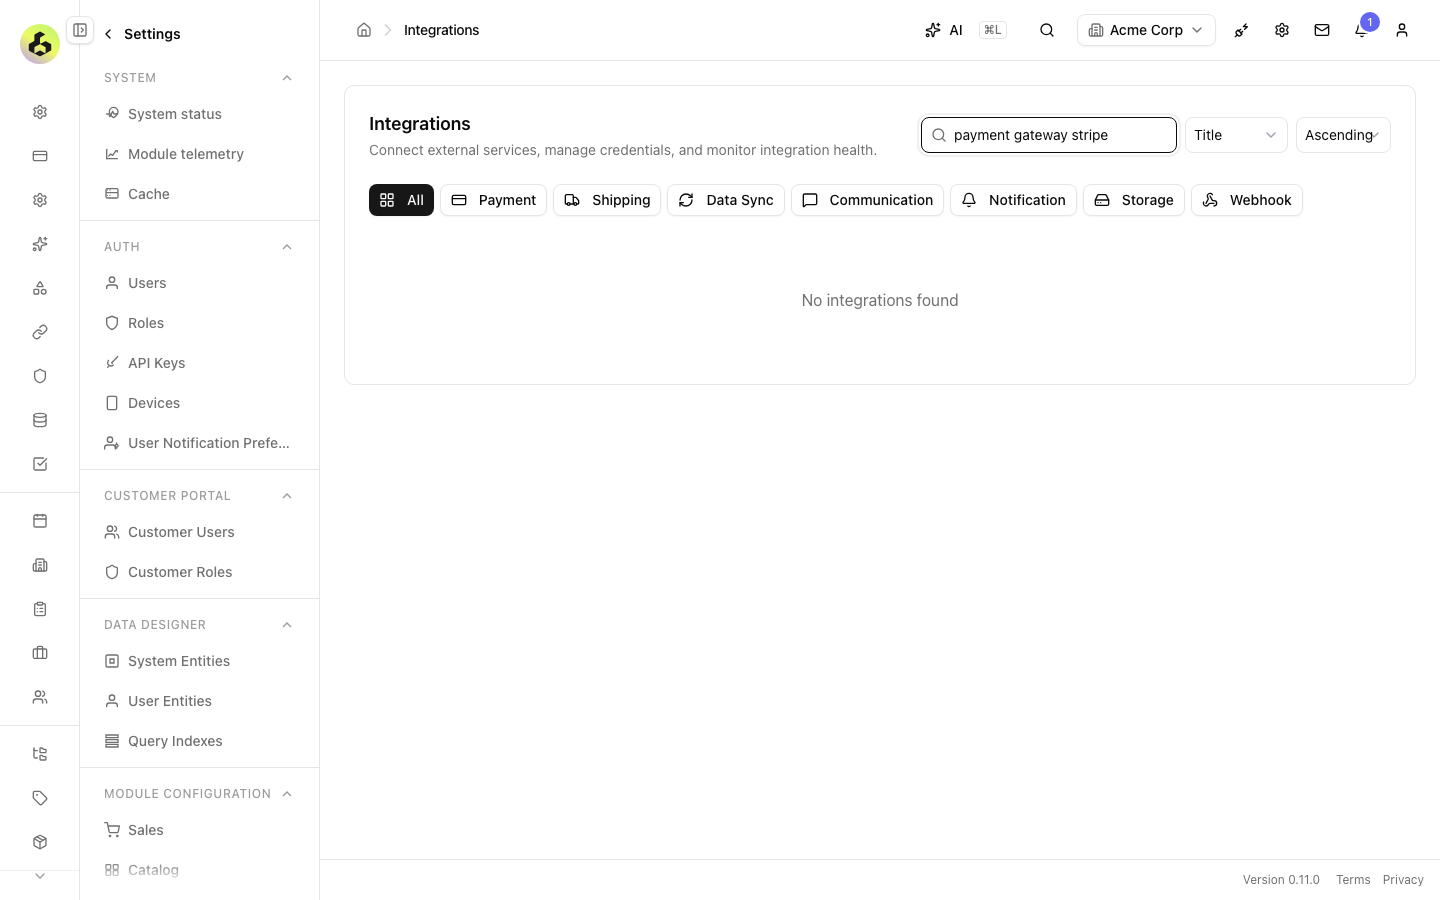 Settings
SYSTEM
System status
Module telemetry
Cache
AUTH
Users
Roles
API Keys
Devices
User Notification Prefe...
CUSTOMER PORTAL
Customer Users
Customer Roles
DATA DESIGNER
System Entities
User Entities
Query Indexes
MODULE CONFIGURATION
Sales
Catalog
Integrations
AI ⌘L
Acme Corp
1
Integrations
Connect external services, manage credentials, and monitor integration health.
payment gateway stripe
Title
Ascending
All Payment Shipping Data Sync Communication Notification Storage Webhook
No integrations found
Version 0.11.0 Terms Privacy